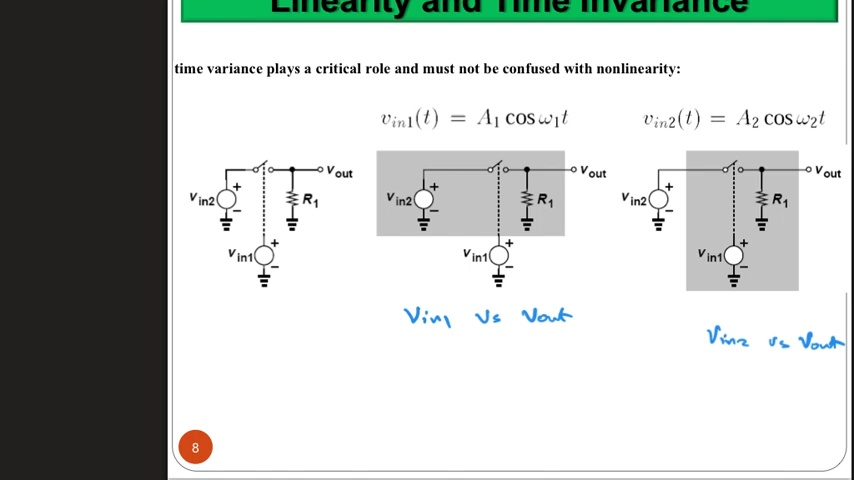 Linearity and Time Invariance
time variance plays a critical role and must not be confused with nonlinearity:
v_in1(t) = A_1 cos ω_1t
v_in2(t) = A_2 cos ω_2t
V_in2 + − V_in1 + − R_1 V_out
V_in2 + − V_in1 + − R_1 V_out
V_in2 + − V_in1 + − R_1 V_out
Vin1 vs Vout
Vin2 vs Vout
8